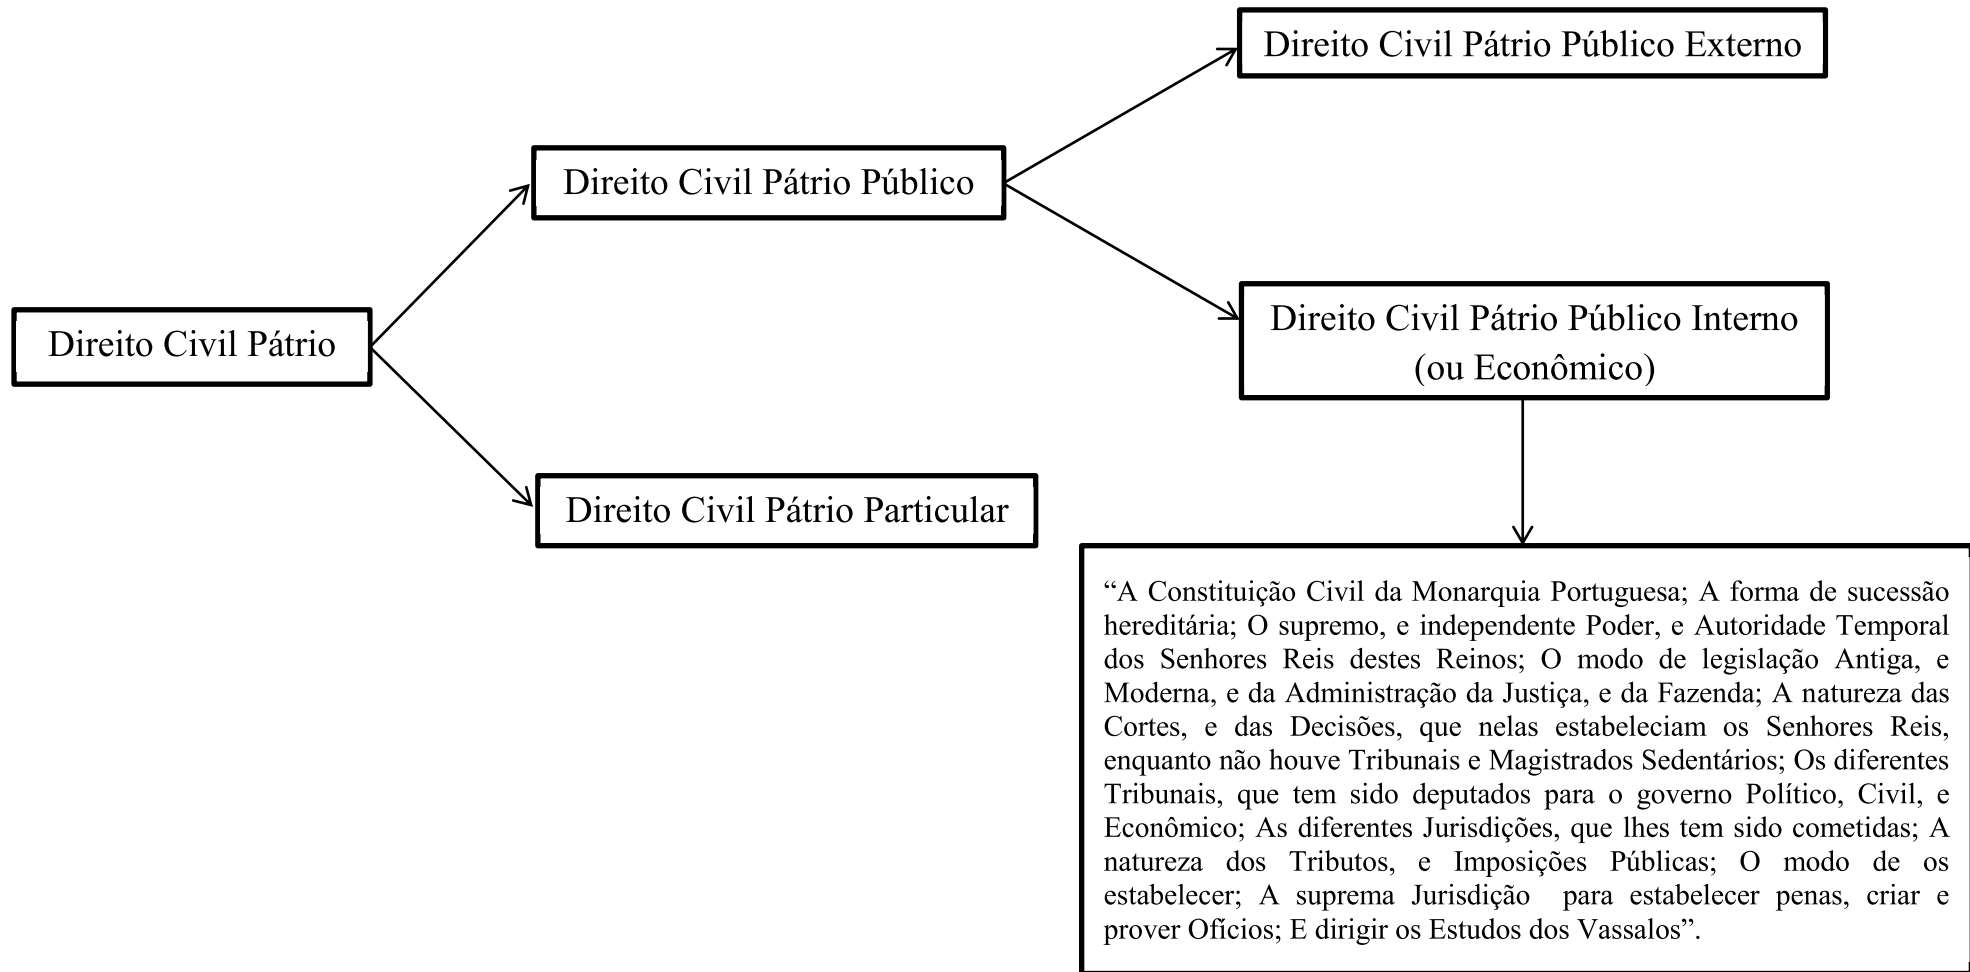 Direito Civil Pátrio Público Externo
Direito Civil Pátrio Público
Direito Civil Pátrio Público Interno
(ou Econômico)
Direito Civil Pátrio
Direito Civil Pátrio Particular
“A Constituição Civil da Monarquia Portuguesa; A forma de sucessão
hereditária; O supremo, e independente Poder, e Autoridade Temporal
dos Senhores Reis destes Reinos; O modo de legislação Antiga, e
Moderna, e da Administração da Justiça, e da Fazenda; A natureza das
Cortes, e das Decisões, que nelas estabeleciam os Senhores Reis,
enquanto não houve Tribunais e Magistrados Sedentários; Os diferentes
Tribunais, que tem sido deputados para o governo Político, Civil, e
Econômico; As diferentes Jurisdições, que lhes tem sido cometidas; A
natureza dos Tributos, e Imposições Públicas; O modo de os
estabelecer; A suprema Jurisdição para estabelecer penas, criar e
prover Ofícios; E dirigir os Estudos dos Vassalos”.